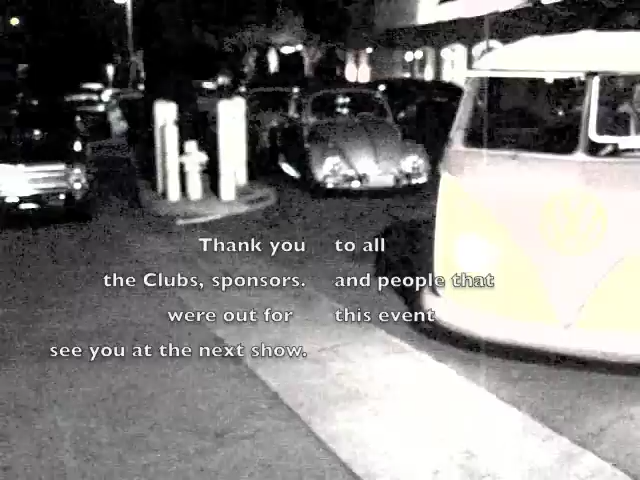 Thank you to all
the Clubs, sponsors. and people that
were out for this event
see you at the next show.